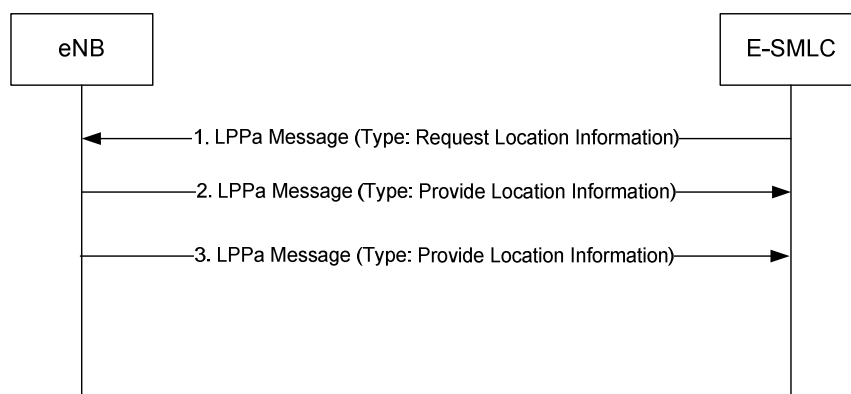 eNB
E-SMLC
1. LPPa Message (Type: Request Location Information)
2. LPPa Message (Type: Provide Location Information)
3. LPPa Message (Type: Provide Location Information)